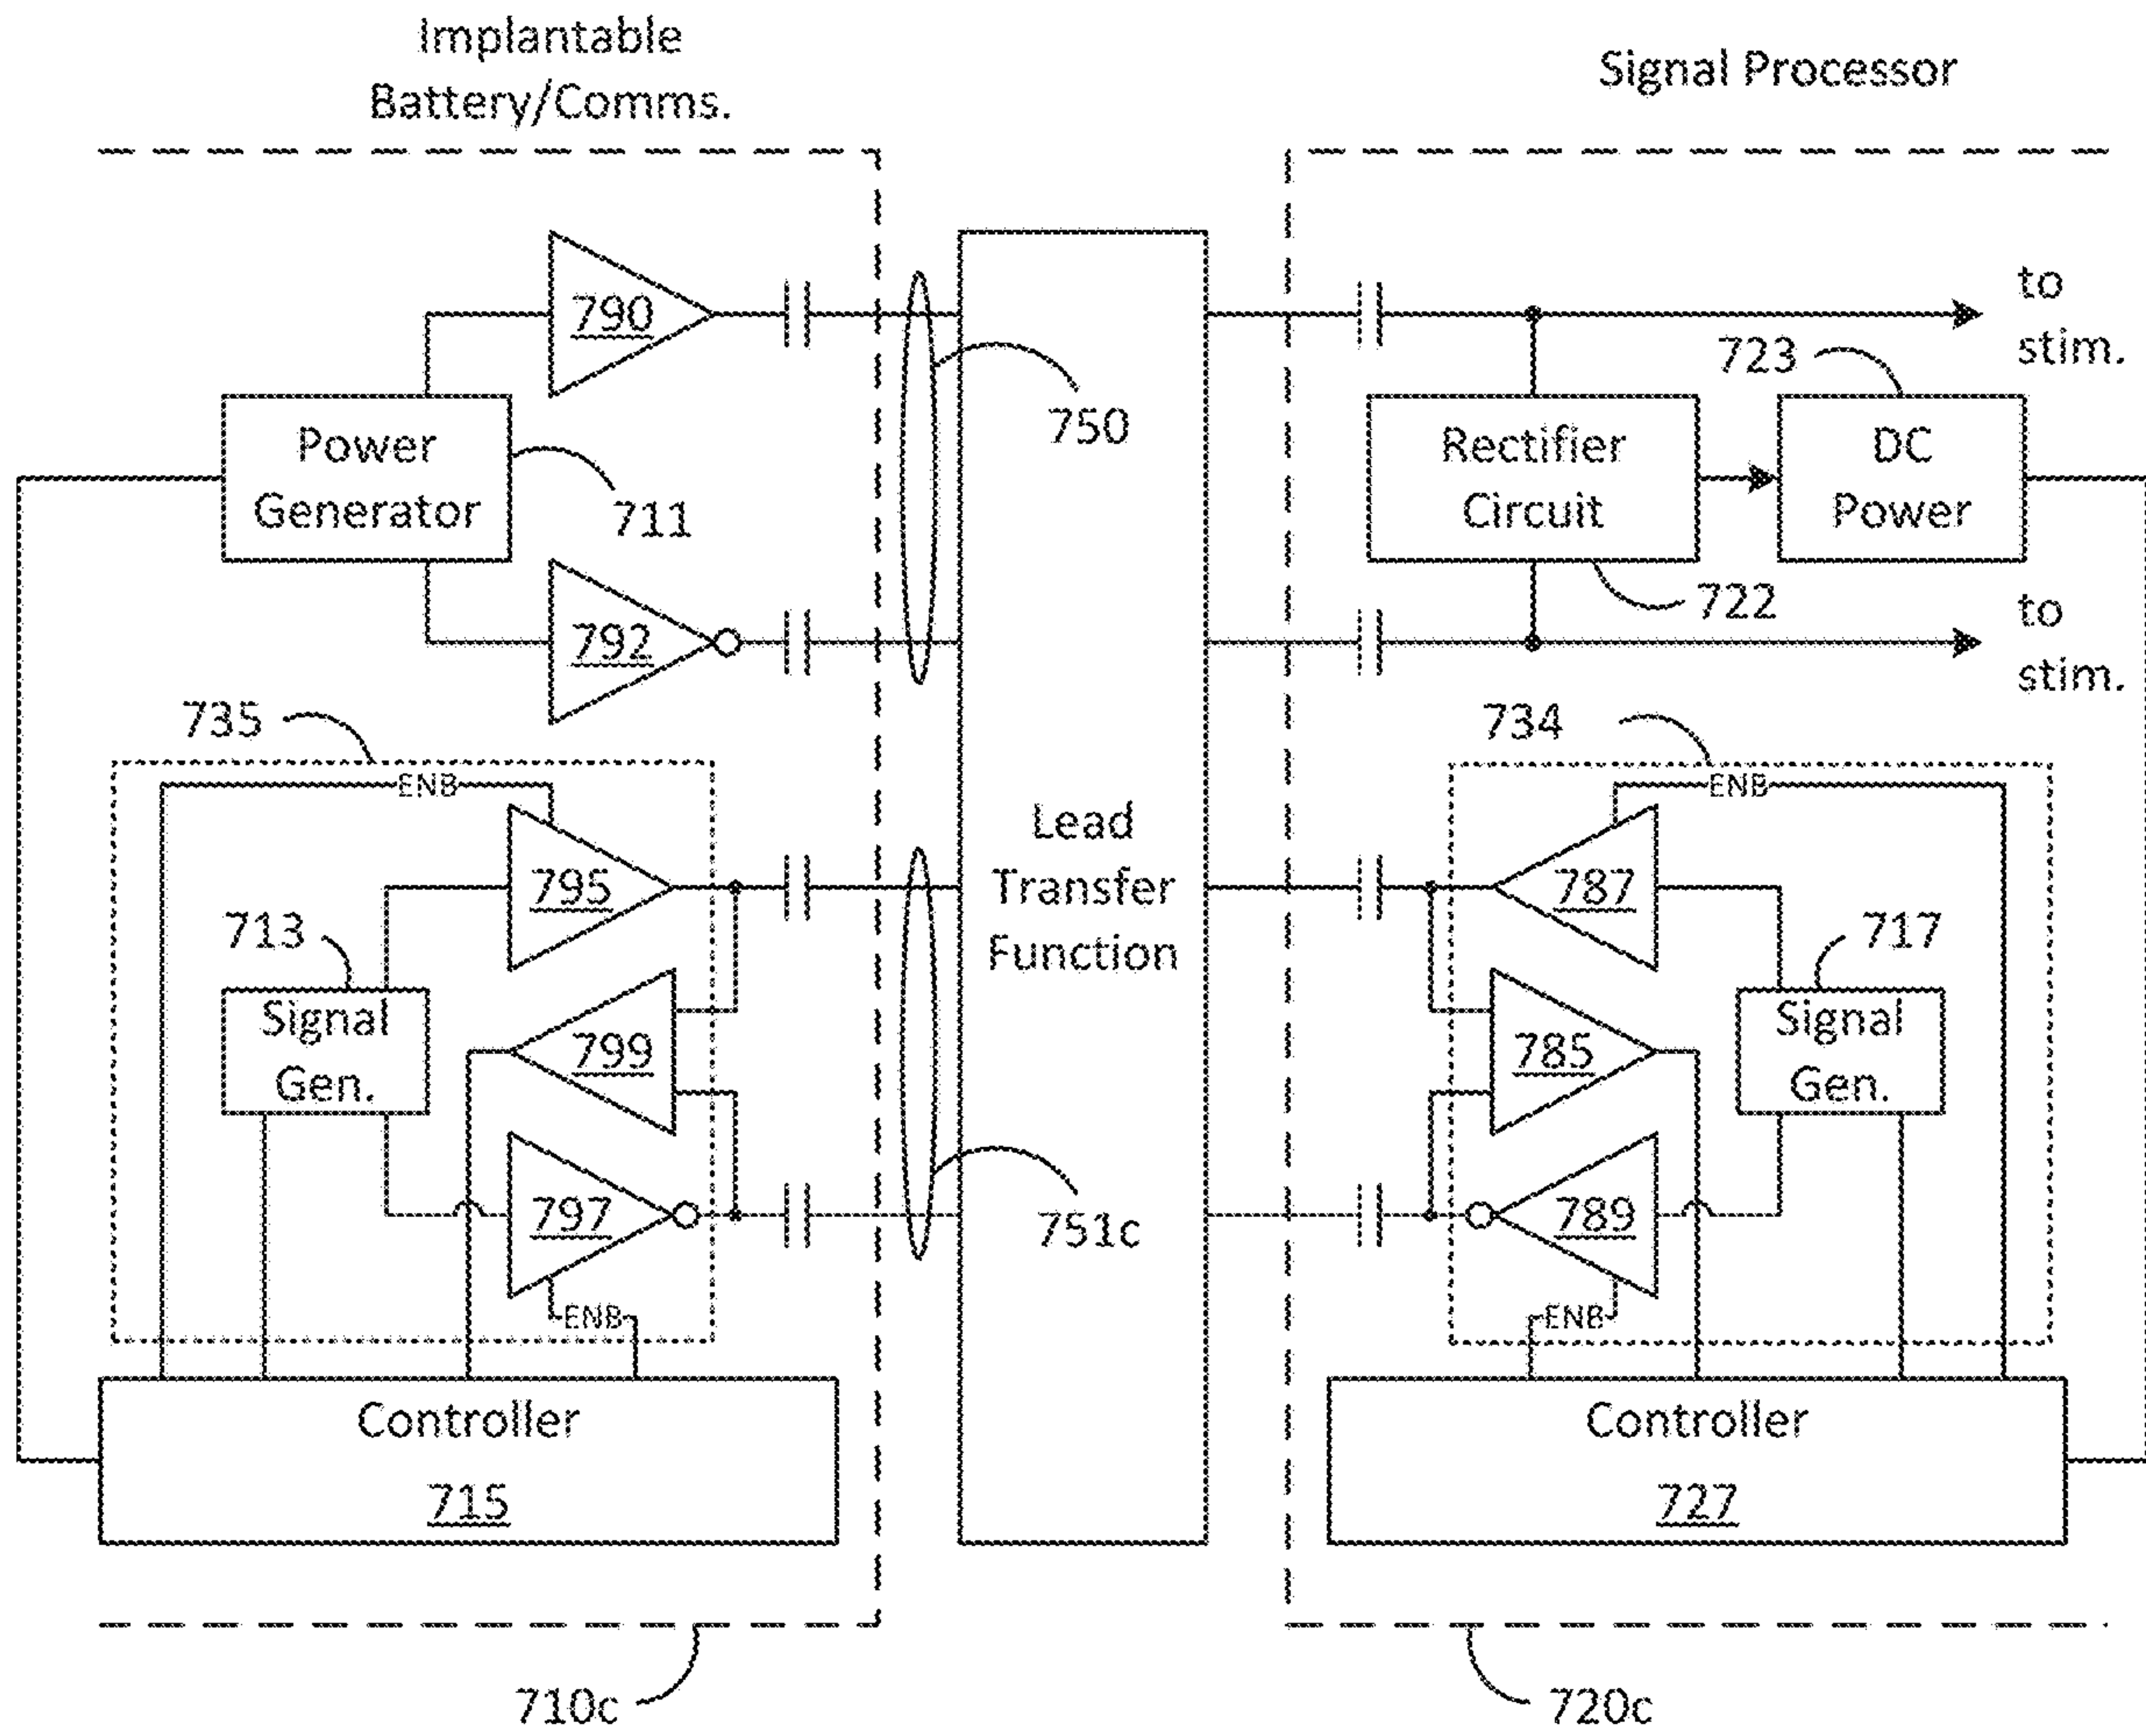 Implantable
Battery/Comms.
Signal Processor
790
to
stim.
723
750
Power
Generator
711
Rectifier
Circuit
DC
Power
722
792
to
stim.
735
734
ENB
ENB
Lead
Transfer
Function
795
787
713
717
Signal
Gen.
799
785
Signal
Gen.
797
751c
789
ENB
ENB
Controller
715
Controller
727
710c
720c